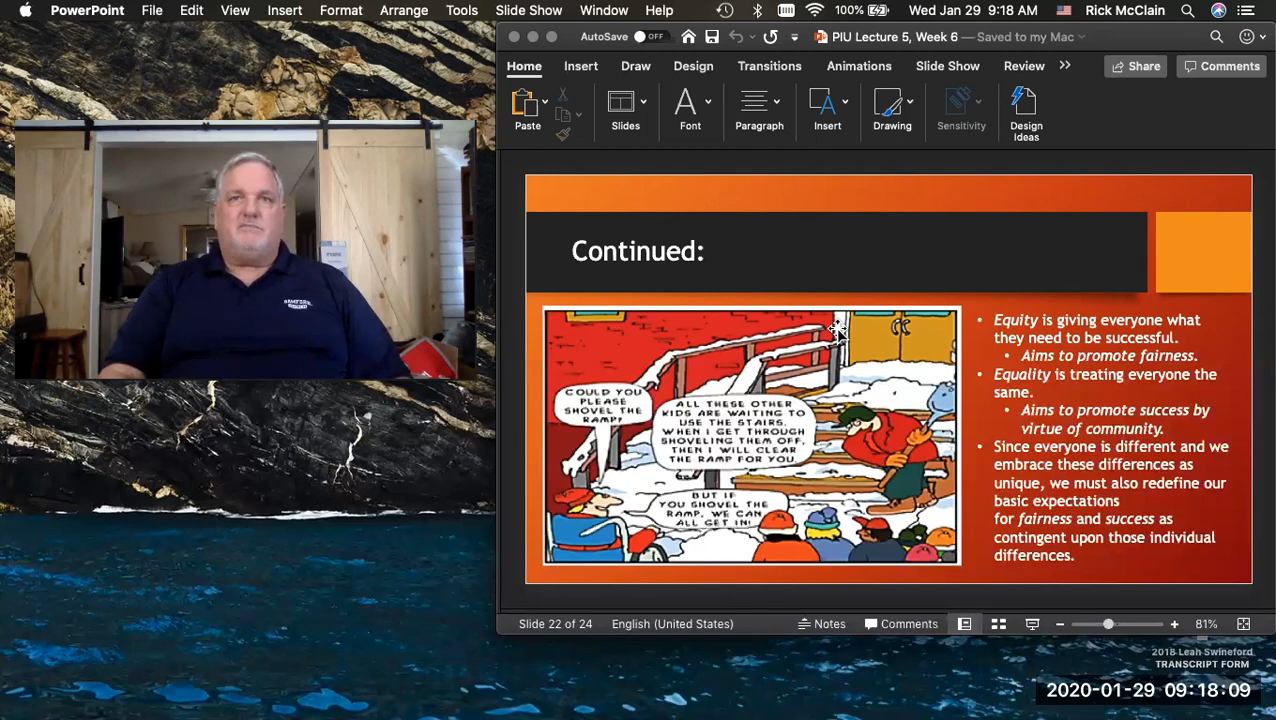 PowerPoint File Edit View Insert Format Arrange Tools Slide Show Window Help 100% Wed Jan 29 9:18 AM Rick McClain
AutoSave OFF PIU Lecture 5, Week 6 — Saved to my Mac
Home Insert Draw Design Transitions Animations Slide Show Review >> Share Comments
Paste Slides Font Paragraph Insert Drawing Sensitivity Design
Ideas
Continued:
COULD YOU
PLEASE
SHOVEL THE
RAMP?
ALL THESE OTHER
KIDS ARE WAITING TO
USE THE STAIRS.
WHEN I GET THROUGH
SHOVELING THEM OFF,
THEN I WILL CLEAR
THE RAMP FOR YOU.
BUT IF
YOU SHOVEL THE
RAMP, WE CAN
ALL GET IN!
• Equity is giving everyone what
they need to be successful.
• Aims to promote fairness.
• Equality is treating everyone the
same.
• Aims to promote success by
virtue of community.
• Since everyone is different and we
embrace these differences as
unique, we must also redefine our
basic expectations
for fairness and success as
contingent upon those individual
differences.
Slide 22 of 24 English (United States) Notes Comments 81%
2018 Leah Swineford
TRANSCRIPT FORM
2020-01-29 09:18:09